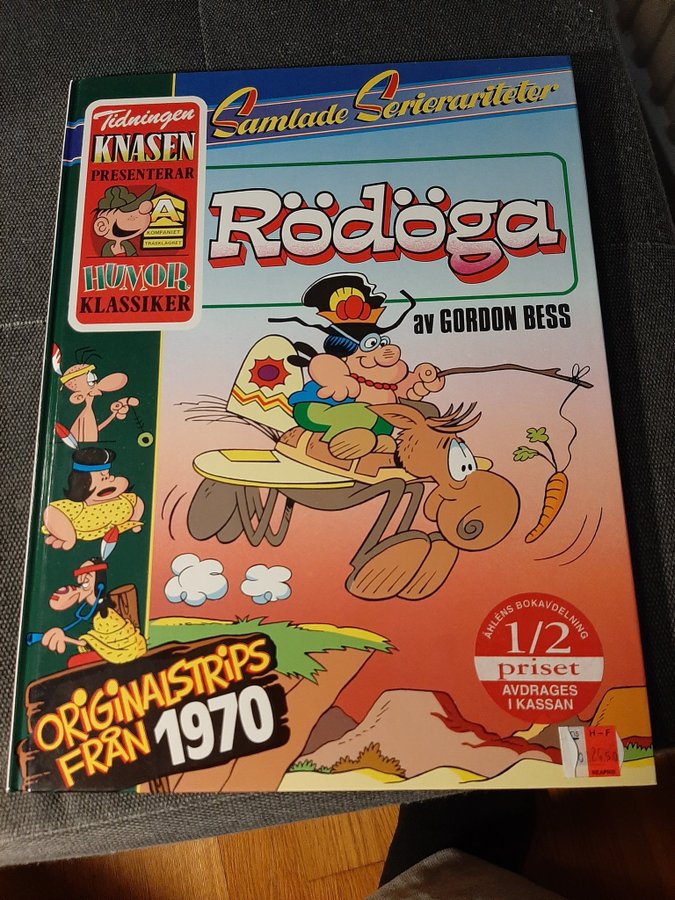 Samlade Serierariteter
Tidningen
KNASEN
PRESENTERAR
A
KOMPANIET
TRASKLAGRET
HUMOR
KLASSIKER
Rödöga
av GORDON BESS
ORIGINALSTRIPS
FRÅN 1970
ÅHLÉNS BOKAVDELNING
1/2
priset
AVDRAGES
I KASSAN
H-F